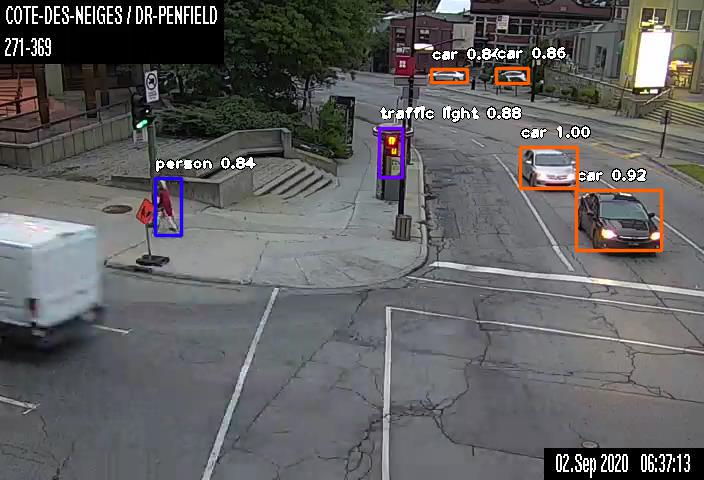 COTE-DES-NEIGES / DR-PENFIELD
271-369
car 0.84
car 0.86
traffic light 0.88
car 1.00
person 0.84
car 0.92
02.Sep 2020 06:37:13